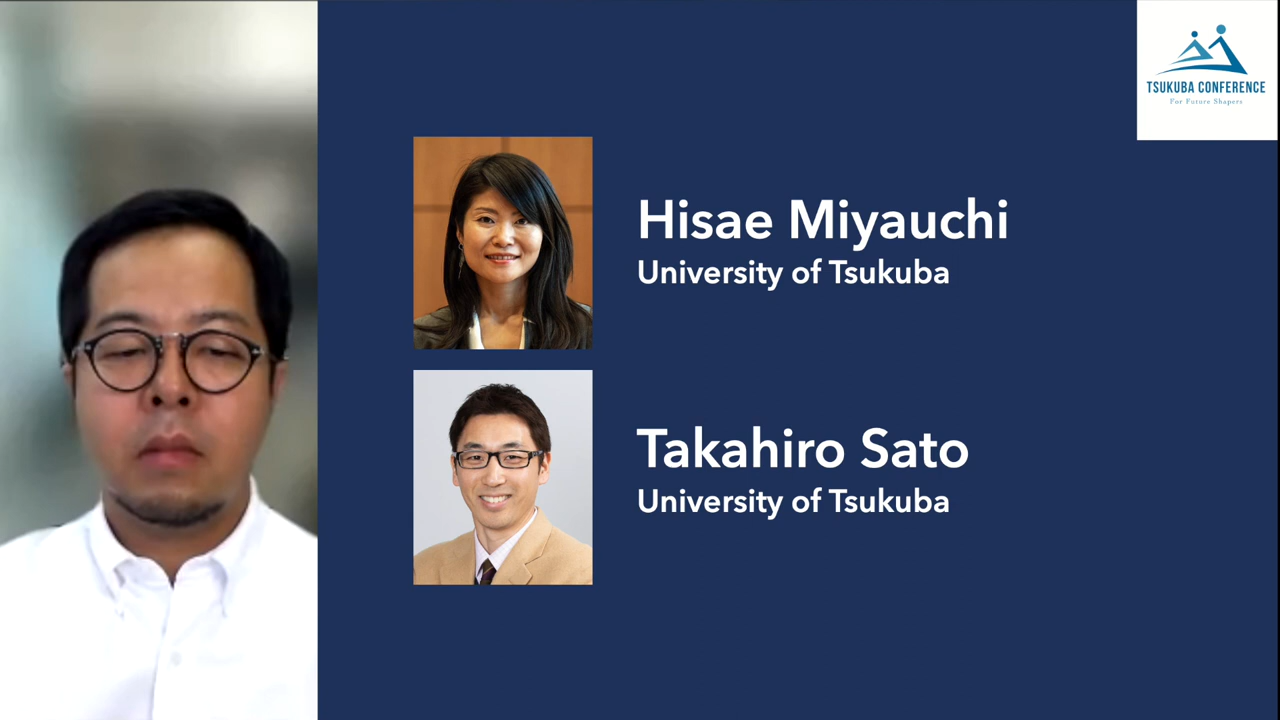 TSUKUBA CONFERENCE
For Future Shapers
Hisae Miyauchi
University of Tsukuba
Takahiro Sato
University of Tsukuba